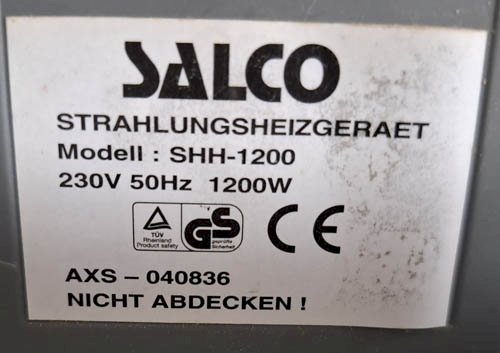 SALCO
STRAHLUNGSHEIZGERAET
Modell : SHH-1200
230V 50Hz 1200W
TÜV
Rheinland
Product safety
GS
geprüfte
Sicherheit
CE
AXS - 040836
NICHT ABDECKEN !